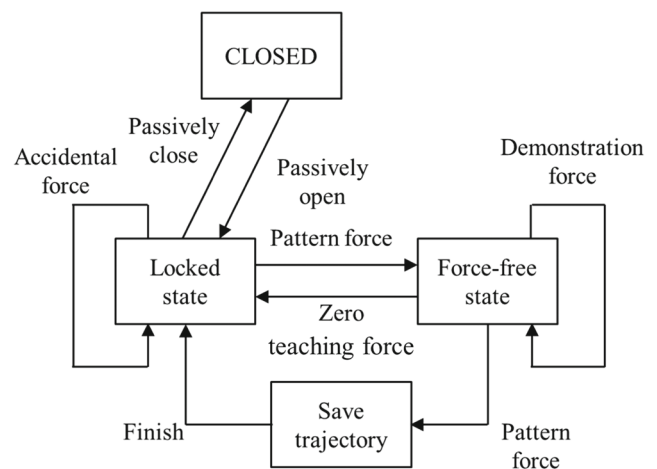 CLOSED
Passively
close
Accidental
force
Passively
open
Demonstration
force
Pattern force
Locked
state
Force-free
state
Zero
teaching force
Save
trajectory
Finish
Pattern
force